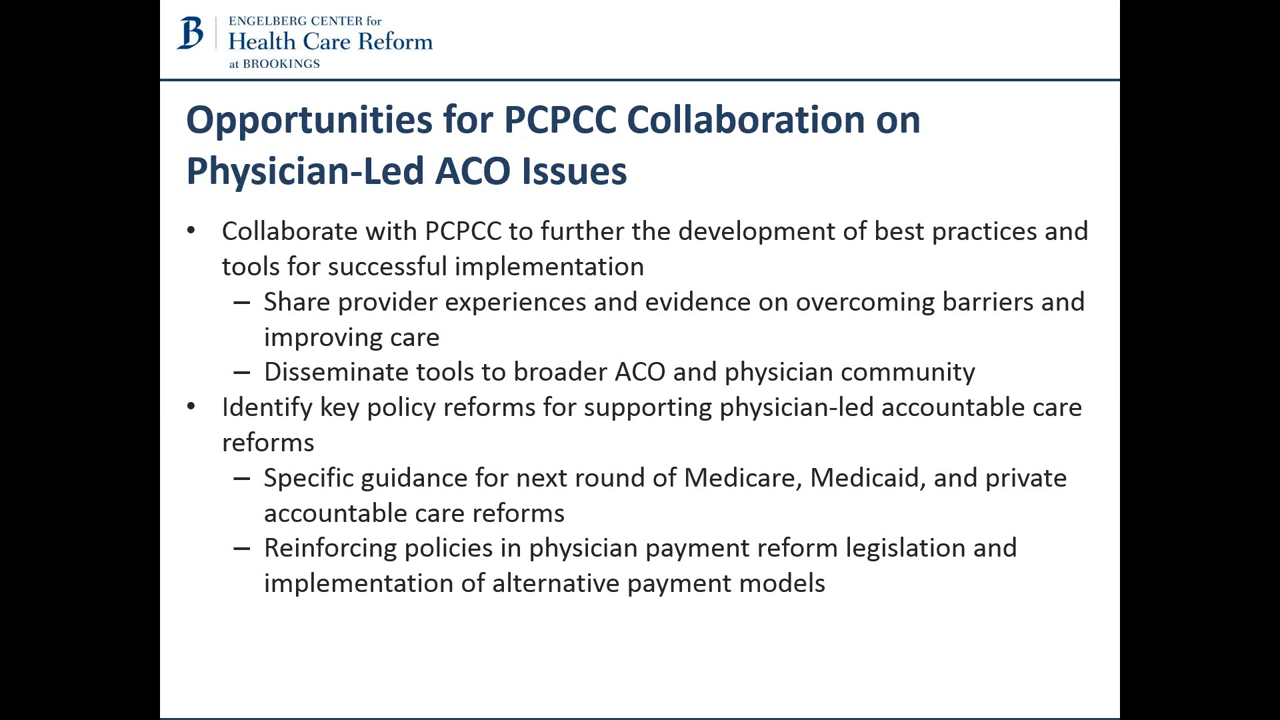 B
ENGELBERG CENTER for
Health Care Reform
at BROOKINGS
Opportunities for PCPCC Collaboration on
Physician-Led ACO Issues
• Collaborate with PCPCC to further the development of best practices and
tools for successful implementation
– Share provider experiences and evidence on overcoming barriers and
improving care
– Disseminate tools to broader ACO and physician community
• Identify key policy reforms for supporting physician-led accountable care
reforms
– Specific guidance for next round of Medicare, Medicaid, and private
accountable care reforms
– Reinforcing policies in physician payment reform legislation and
implementation of alternative payment models